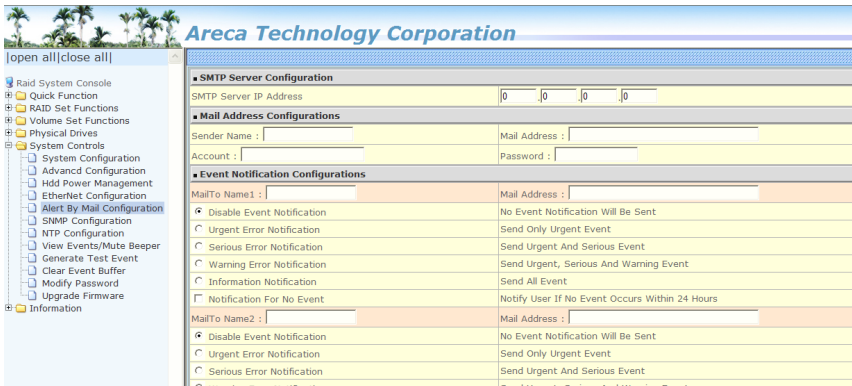 Areca Technology Corporation
|open all|close all|
Raid System Console
Quick Function
RAID Set Functions
Volume Set Functions
Physical Drives
System Controls
System Configuration
Advancd Configuration
Hdd Power Management
EtherNet Configuration
Alert By Mail Configuration
SNMP Configuration
NTP Configuration
View Events/Mute Beeper
Generate Test Event
Clear Event Buffer
Modify Password
Upgrade Firmware
Information
SMTP Server Configuration
SMTP Server IP Address 0 .0 .0 .0
Mail Address Configurations
Sender Name : Mail Address :
Account : Password :
Event Notification Configurations
MailTo Name1 : Mail Address :
Disable Event Notification No Event Notification Will Be Sent
Urgent Error Notification Send Only Urgent Event
Serious Error Notification Send Urgent And Serious Event
Warning Error Notification Send Urgent, Serious And Warning Event
Information Notification Send All Event
Notification For No Event Notify User If No Event Occurs Within 24 Hours
MailTo Name2 : Mail Address :
Disable Event Notification No Event Notification Will Be Sent
Urgent Error Notification Send Only Urgent Event
Serious Error Notification Send Urgent And Serious Event